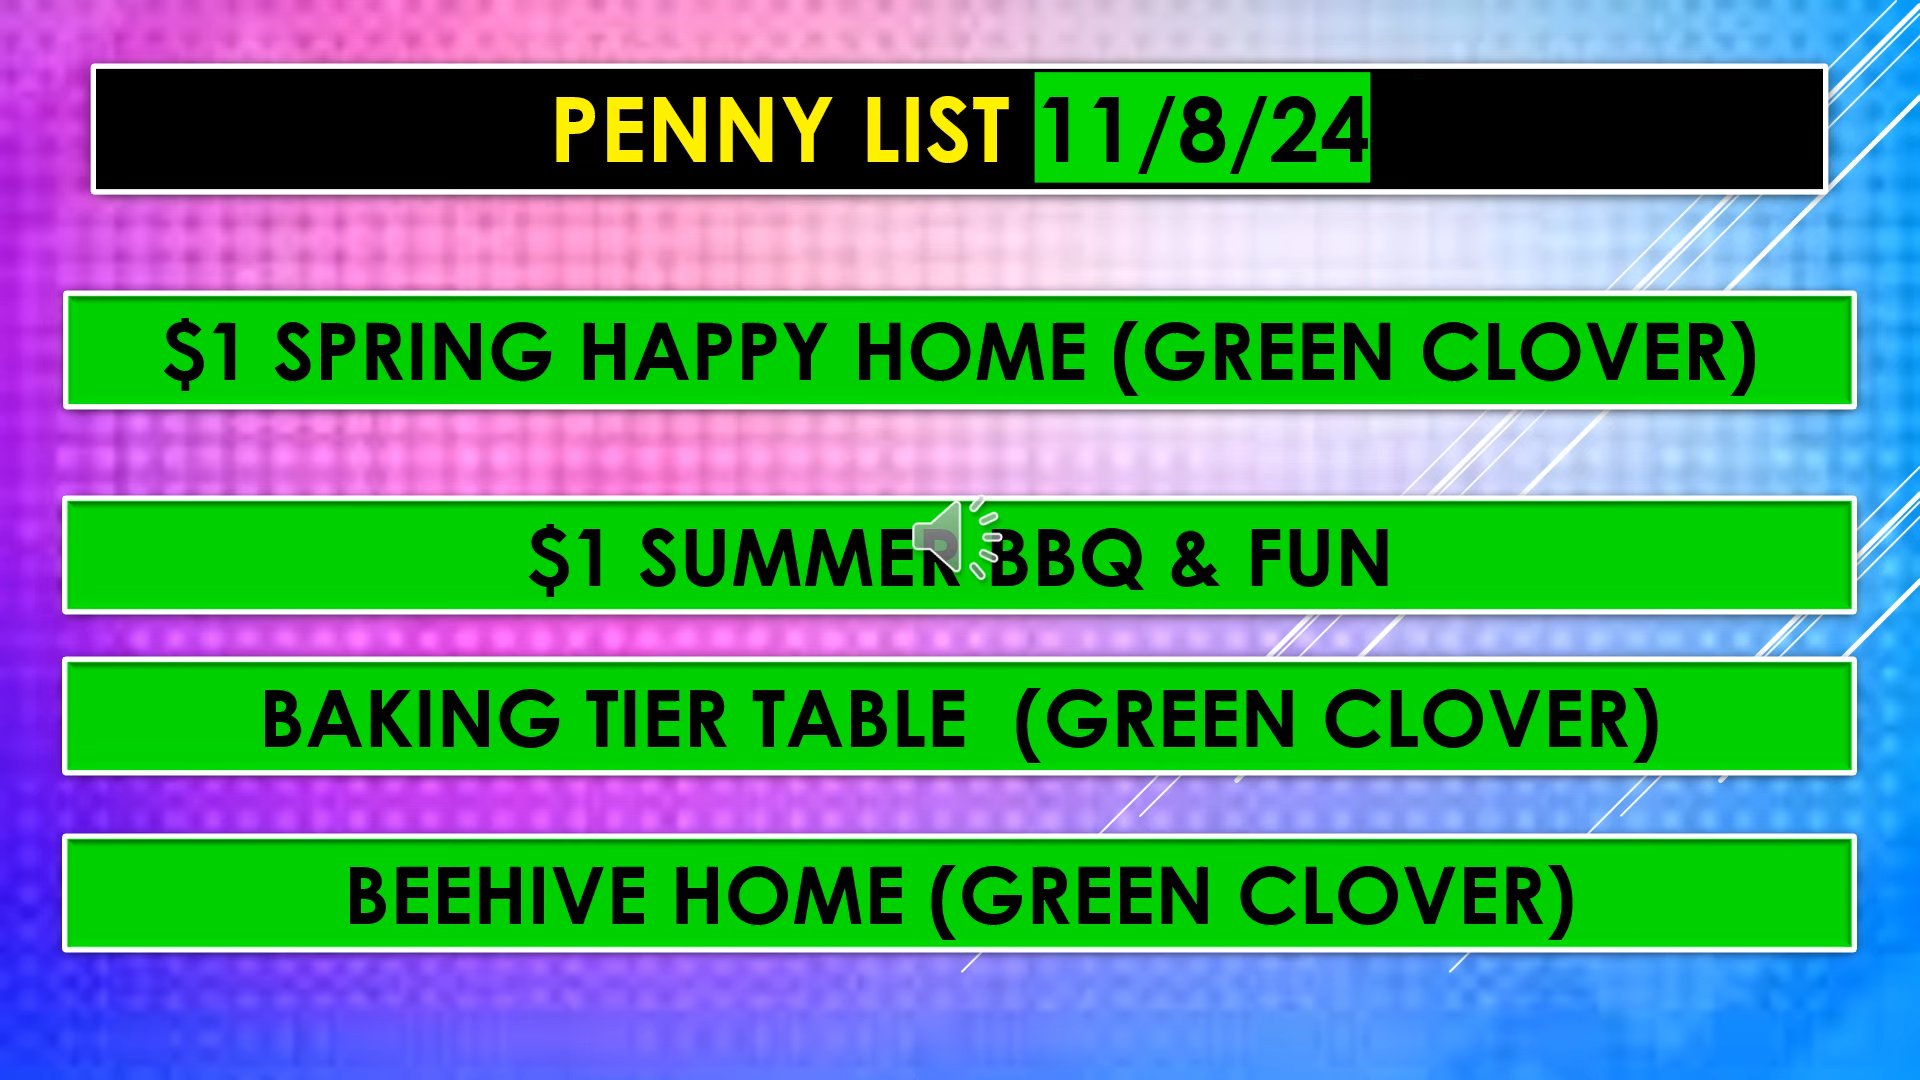 PENNY LIST 11/8/24
$1 SPRING HAPPY HOME (GREEN CLOVER)
$1 SUMMER BBQ & FUN
BAKING TIER TABLE (GREEN CLOVER)
BEEHIVE HOME (GREEN CLOVER)